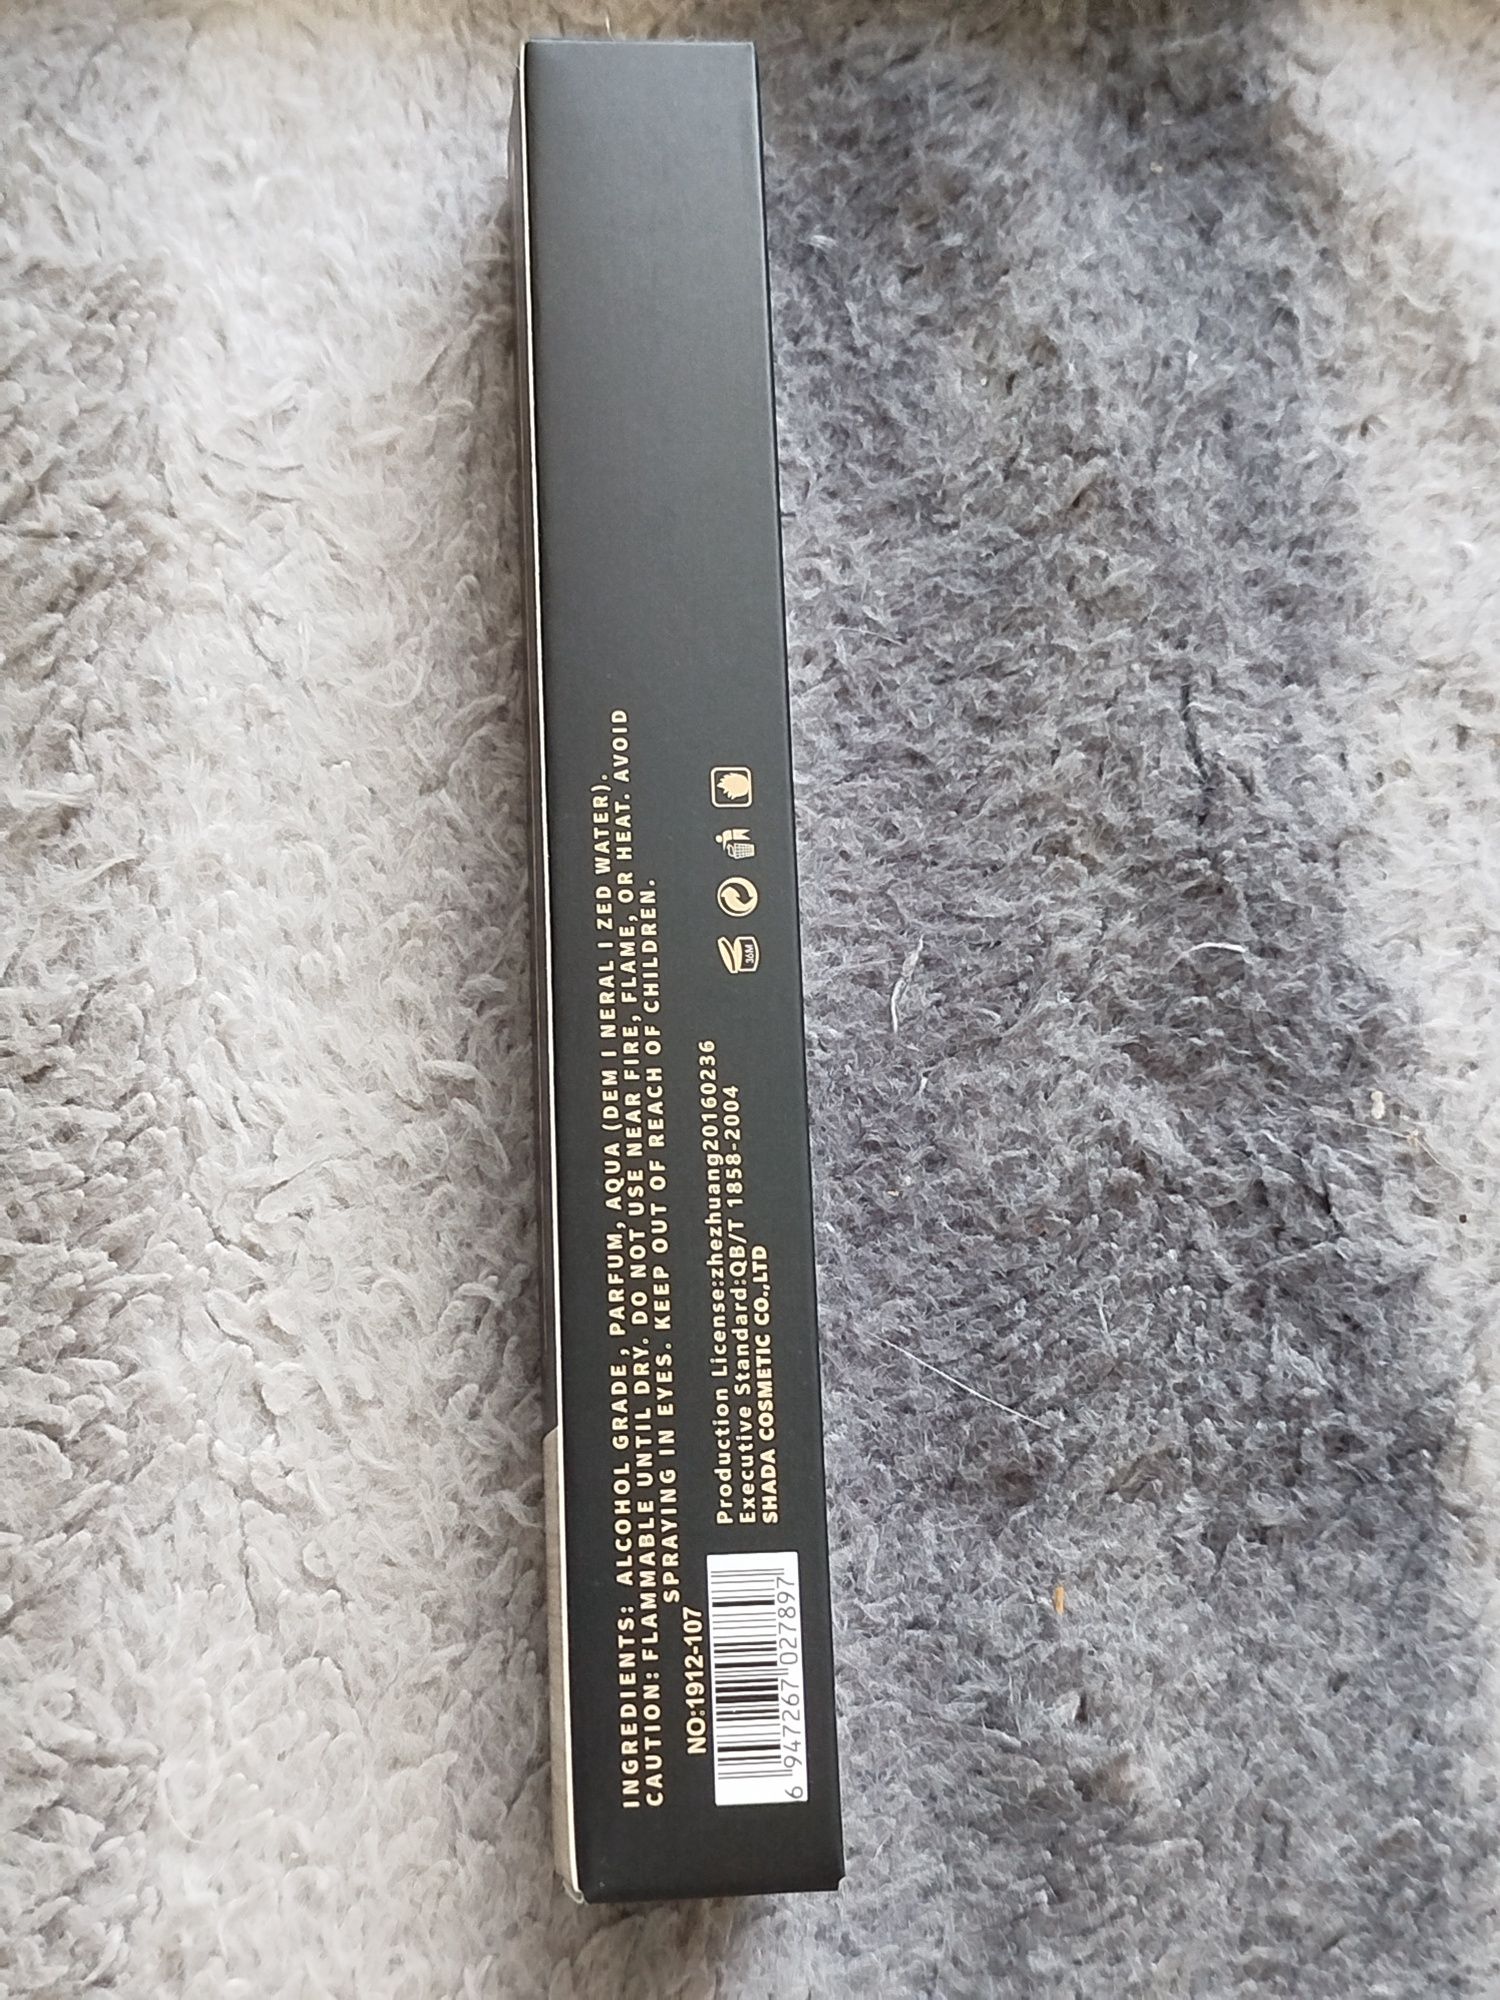 INGREDIENTS: ALCOHOL GRADE, PARFUM, AQUA (DEM I NERAL I ZED WATER).
CAUTION: FLAMMABLE UNTIL DRY. DO NOT USE NEAR FIRE, FLAME, OR HEAT. AVOID
SPRAYING IN EYES. KEEP OUT OF REACH OF CHILDREN.
NO:1912-107
6 947267 027897
Production License:zhezhuang20160236
Executive Standard:QB/T 1858-2004
SHADA COSMETIC CO.,LTD
36M